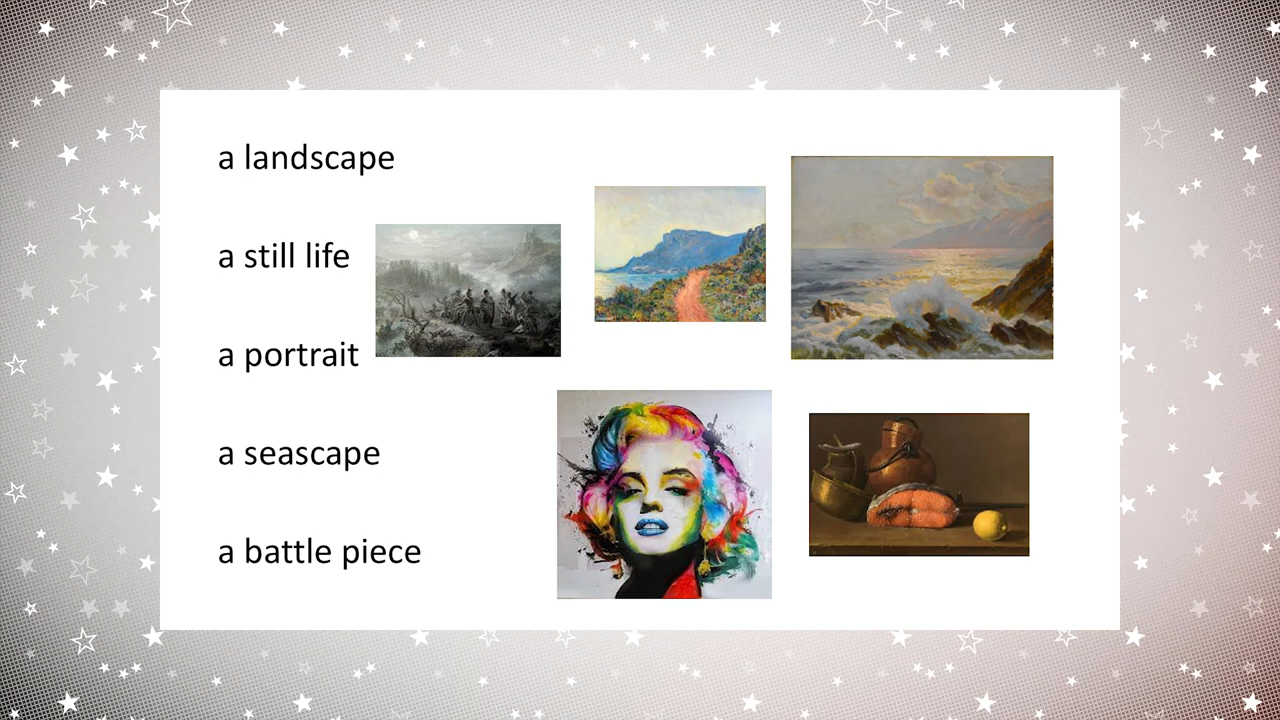 a landscape
a still life
a portrait
a seascape
a battle piece